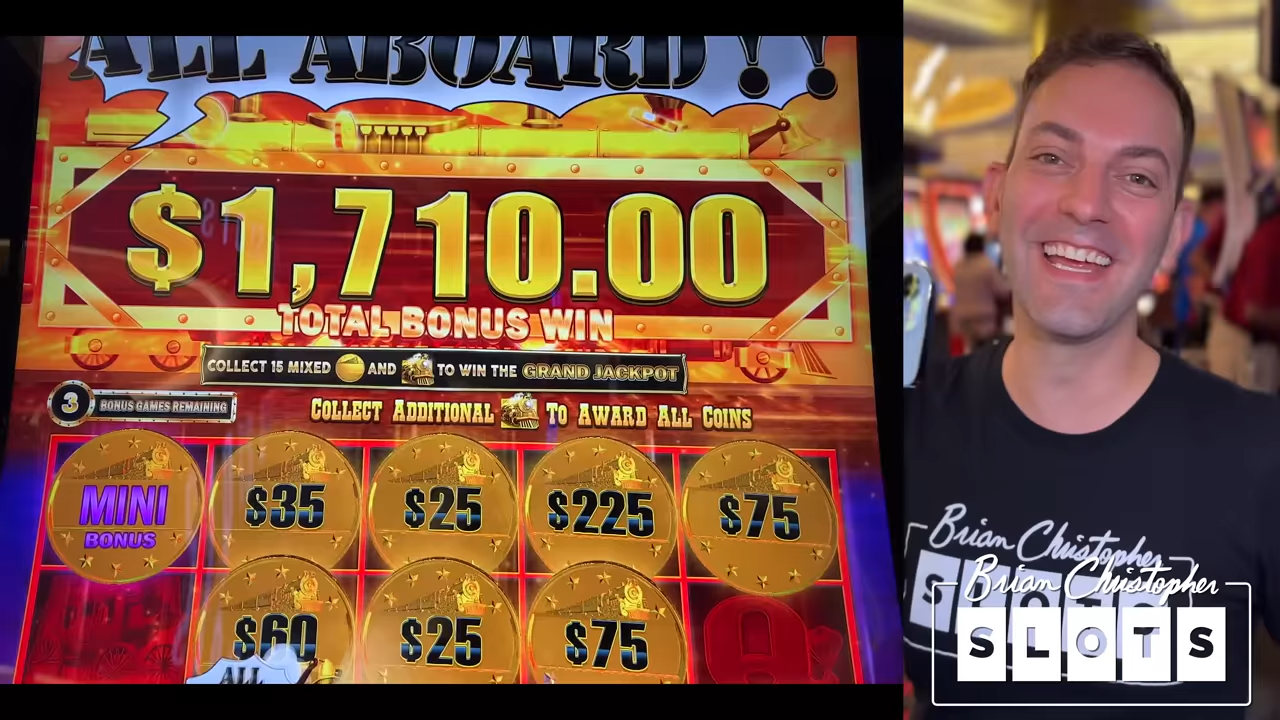 ALL ABOARD!!
$1,710.00
TOTAL BONUS WIN
COLLECT 15 MIXED AND TO WIN THE GRAND JACKPOT
3 BONUS GAMES REMAINING
COLLECT ADDITIONAL TO AWARD ALL COINS
MINI
BONUS
$35
$25
$225
$75
$60
$25
$75
ALL
Brian Christopher
SLOTS
Brian Christopher
SLOTS